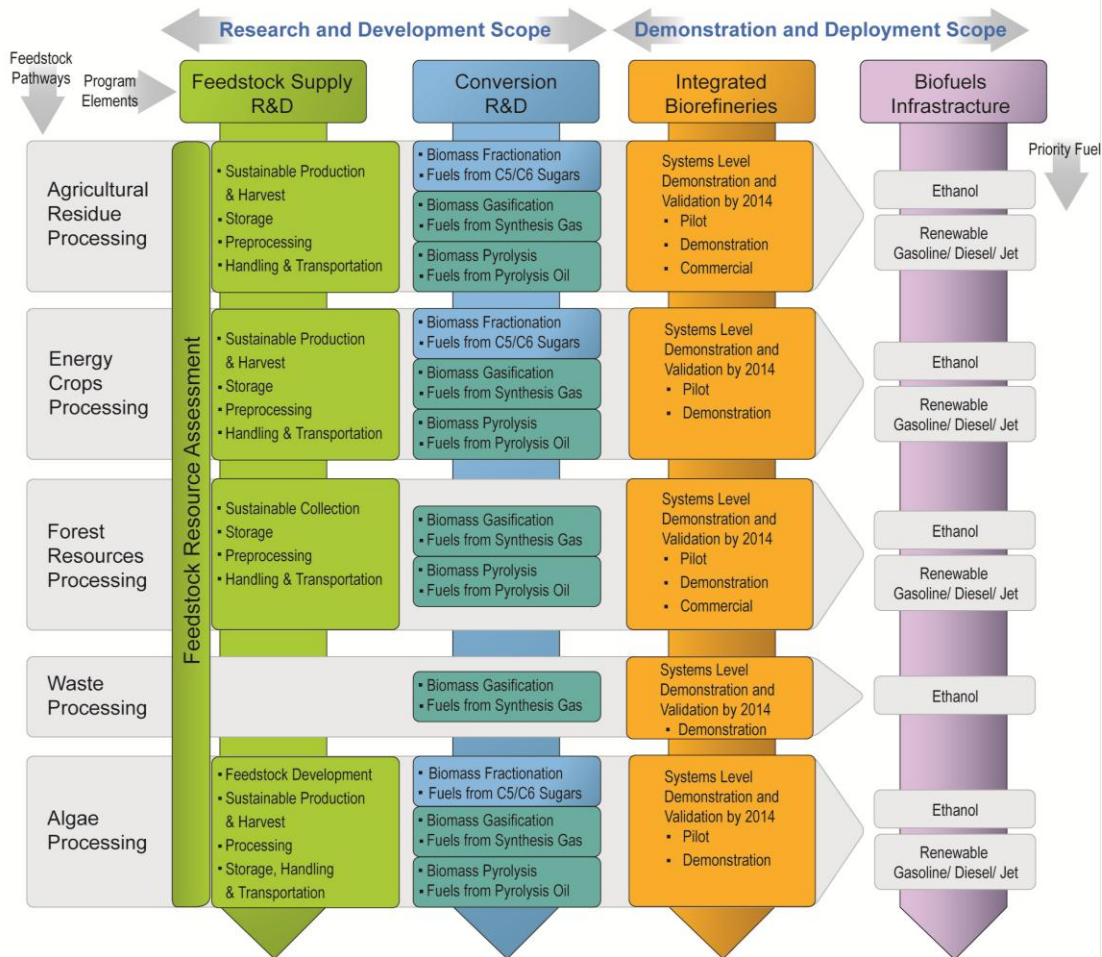 Research and Development Scope
Demonstration and Deployment Scope
Feedstock
Pathways
Program
Elements
Feedstock Supply
R&D
Conversion
R&D
Integrated
Biorefineries
Biofuels
Infrastracture
Priority Fuel
Feedstock Resource Assessment
Agricultural
Residue
Processing
▪ Sustainable Production
& Harvest
▪ Storage
▪ Preprocessing
▪ Handling & Transportation
▪ Biomass Fractionation
▪ Fuels from C5/C6 Sugars
▪ Biomass Gasification
▪ Fuels from Synthesis Gas
▪ Biomass Pyrolysis
▪ Fuels from Pyrolysis Oil
Systems Level
Demonstration and
Validation by 2014
▪ Pilot
▪ Demonstration
▪ Commercial
Ethanol
Renewable
Gasoline/ Diesel/ Jet
Energy
Crops
Processing
▪ Sustainable Production
& Harvest
▪ Storage
▪ Preprocessing
▪ Handling & Transportation
▪ Biomass Fractionation
▪ Fuels from C5/C6 Sugars
▪ Biomass Gasification
▪ Fuels from Synthesis Gas
▪ Biomass Pyrolysis
▪ Fuels from Pyrolysis Oil
Systems Level
Demonstration and
Validation by 2014
▪ Pilot
▪ Demonstration
Ethanol
Renewable
Gasoline/ Diesel/ Jet
Forest
Resources
Processing
▪ Sustainable Collection
▪ Storage
▪ Preprocessing
▪ Handling & Transportation
▪ Biomass Gasification
▪ Fuels from Synthesis Gas
▪ Biomass Pyrolysis
▪ Fuels from Pyrolysis Oil
Systems Level
Demonstration and
Validation by 2014
▪ Pilot
▪ Demonstration
▪ Commercial
Ethanol
Renewable
Gasoline/ Diesel/ Jet
Waste
Processing
▪ Biomass Gasification
▪ Fuels from Synthesis Gas
Systems Level
Demonstration and
Validation by 2014
▪ Demonstration
Ethanol
Algae
Processing
▪ Feedstock Development
▪ Sustainable Production
& Harvest
▪ Processing
▪ Storage, Handling
& Transportation
▪ Biomass Fractionation
▪ Fuels from C5/C6 Sugars
▪ Biomass Gasification
▪ Fuels from Synthesis Gas
▪ Biomass Pyrolysis
▪ Fuels from Pyrolysis Oil
Systems Level
Demonstration and
Validation by 2014
▪ Pilot
▪ Demonstration
Ethanol
Renewable
Gasoline/ Diesel/ Jet